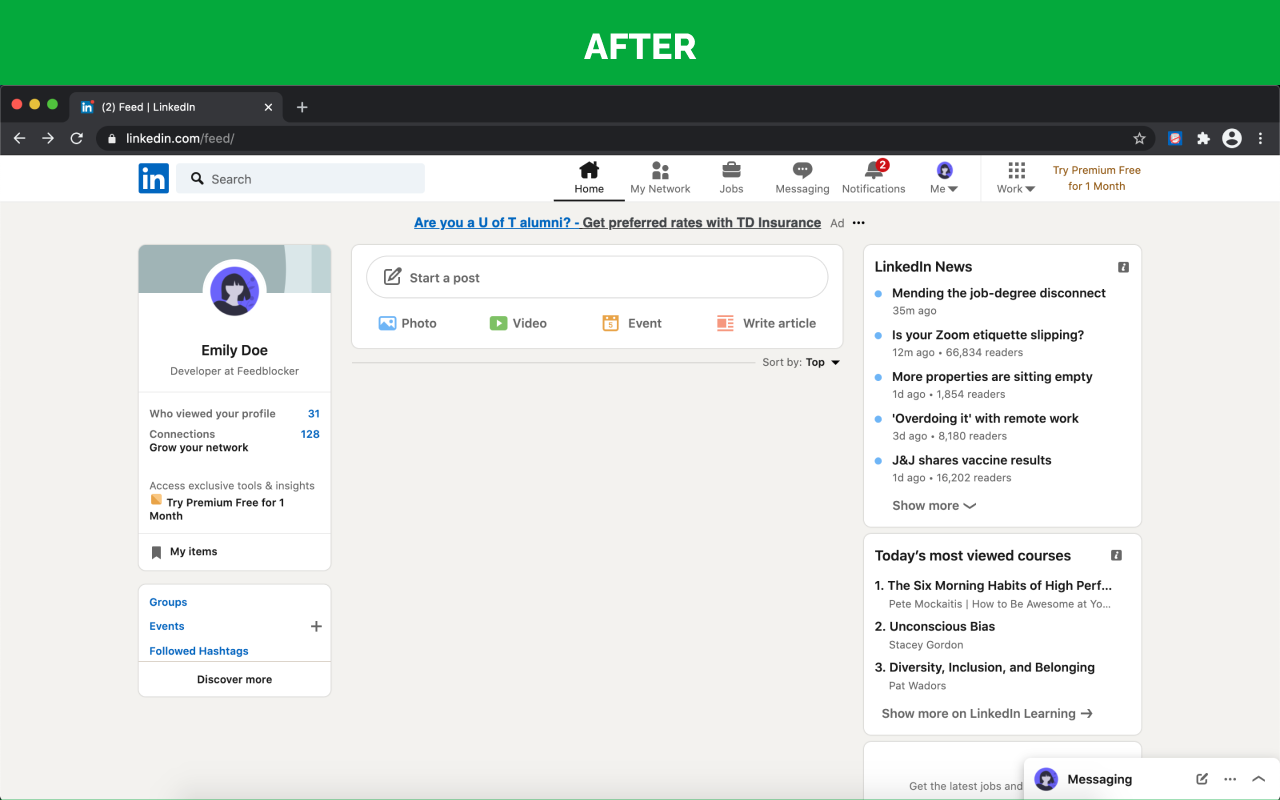 AFTER
(2) Feed | LinkedIn
linkedin.com/feed/
in
Search
Home
My Network
Jobs
Messaging
2
Notifications
Me
Work
Try Premium Free
for 1 Month
Are you a U of T alumni? - Get preferred rates with TD Insurance Ad
Emily Doe
Developer at Feedblocker
Who viewed your profile 31
Connections 128
Grow your network
Access exclusive tools & insights
Try Premium Free for 1
Month
My items
Groups
Events
Followed Hashtags
Discover more
Start a post
Photo
Video
5
Event
Write article
Sort by: Top
LinkedIn News
Mending the job-degree disconnect
35m ago
Is your Zoom etiquette slipping?
12m ago • 66,834 readers
More properties are sitting empty
1d ago • 1,854 readers
'Overdoing it' with remote work
3d ago • 8,180 readers
J&J shares vaccine results
1d ago • 16,202 readers
Show more
Today's most viewed courses
1. The Six Morning Habits of High Perf...
Pete Mockaitis | How to Be Awesome at Yo...
2. Unconscious Bias
Stacey Gordon
3. Diversity, Inclusion, and Belonging
Pat Wadors
Show more on LinkedIn Learning →
Get the latest jobs and
Messaging